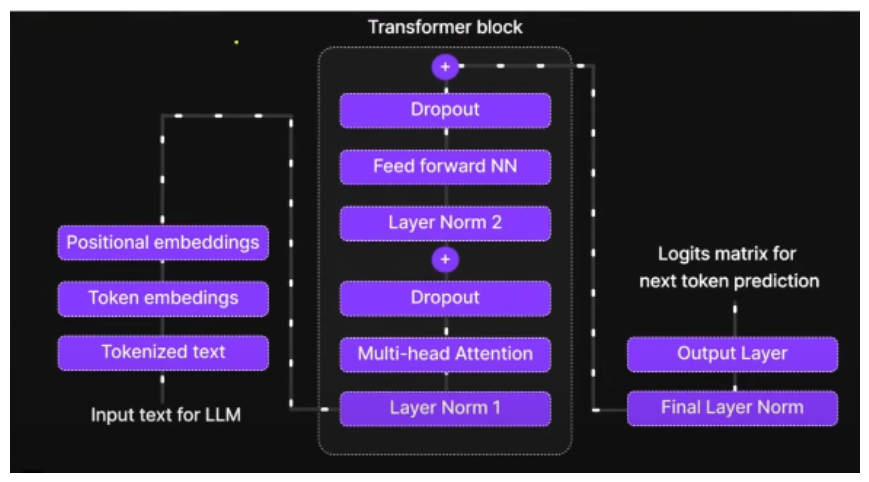 Transformer block
+
Dropout
Feed forward NN
Layer Norm 2
+
Dropout
Multi-head Attention
Layer Norm 1
Positional embeddings
Token embedings
Tokenized text
Input text for LLM
Logits matrix for
next token prediction
Output Layer
Final Layer Norm